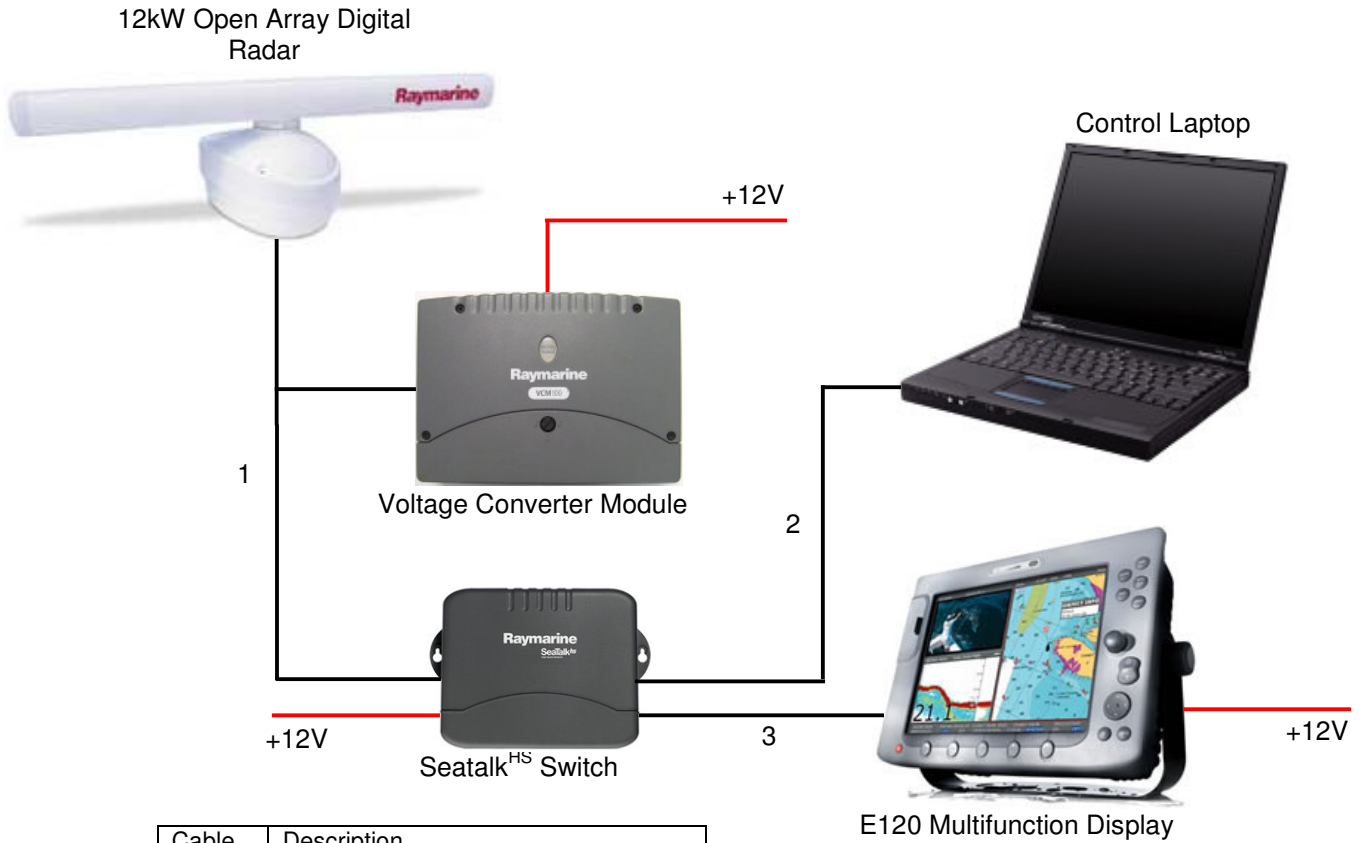 12kW Open Array Digital
Radar
Raymarine
Control Laptop
+12V
Raymarine
VCM100
Voltage Converter Module
1
2
Raymarine
SeaTalkhs
+12V
3
21.1
+12V
Seatalk^HS Switch
E120 Multifunction Display
Cable Description